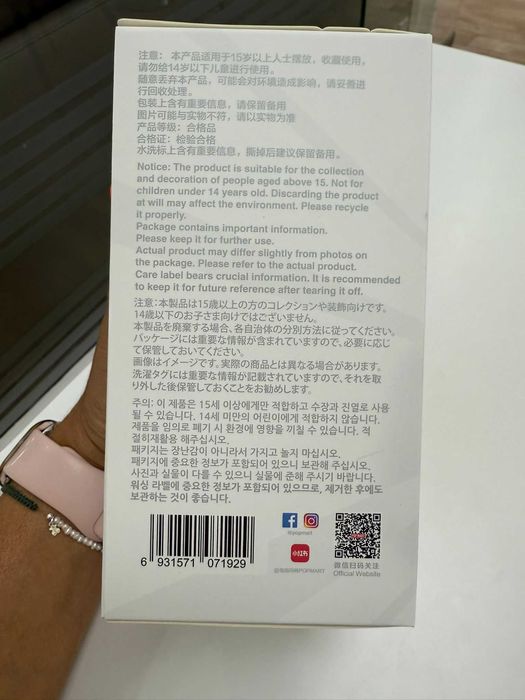 注意： 本产品适用于15岁以上人士摆放，收藏使用。
请勿给14岁以下儿童进行使用。
随意丢弃本产品，可能会对环境造成影响，请妥善进
行回收处理。
包装上含有重要信息，请保留备用
图片可能与实物不符，请以实物为准
产品等级：合格品
合格证：检验合格
水洗标上含有重要信息，撕掉后建议保留备用。
Notice: The product is suitable for the collection
and decoration of people aged above 15. Not for
children under 14 years old. Discarding the product
at will may affect the environment. Please recycle
it properly.
Package contains important information.
Please keep it for further use.
Actual product may differ slightly from photos on
the package. Please refer to the actual product.
Care label bears crucial information. It is recommended
to keep it for future reference after tearing it off.
注意：本製品は15歳以上の方のコレクションや装飾向けです。
14歳以下のお子さま向けではございません。
本製品を廃棄する場合、各自治体の分別方法に従ってください。
パッケージには重要な情報が含まれていますので、必要に応じ
て保管しておいてください。
画像はイメージです。実際の商品とは異なる場合があります。
洗濯タグには重要な情報が記載されていますので、それを取
り外した後保管しておくことをお勧めします。
주의: 이 제품은 15세 이상에게만 적합하고 수장과 진열로 사용
될 수 있습니다. 14세 미만의 어린이에게 적합하지 않습니다.
제품을 임의로 폐기 시 환경에 영향을 끼칠 수 있습니다. 적
절히재활용 해주십시오.
패키지는 장난감이 아니라서 가지고 놀지 마십시오.
패키지에 중요한 정보가 포함되어 있으니 보관해 주십시오.
사진과 실물이 다를 수 있으니 실물에 준해 주시기 바랍니다.
워싱 라벨에 중요한 정보가 포함되어 있으므로, 제거한 후에도
보관하는 것이 좋습니다.
6 931571 071929
@popmart
小红书
@泡泡玛特POPMART
微信扫码关注
Official Website